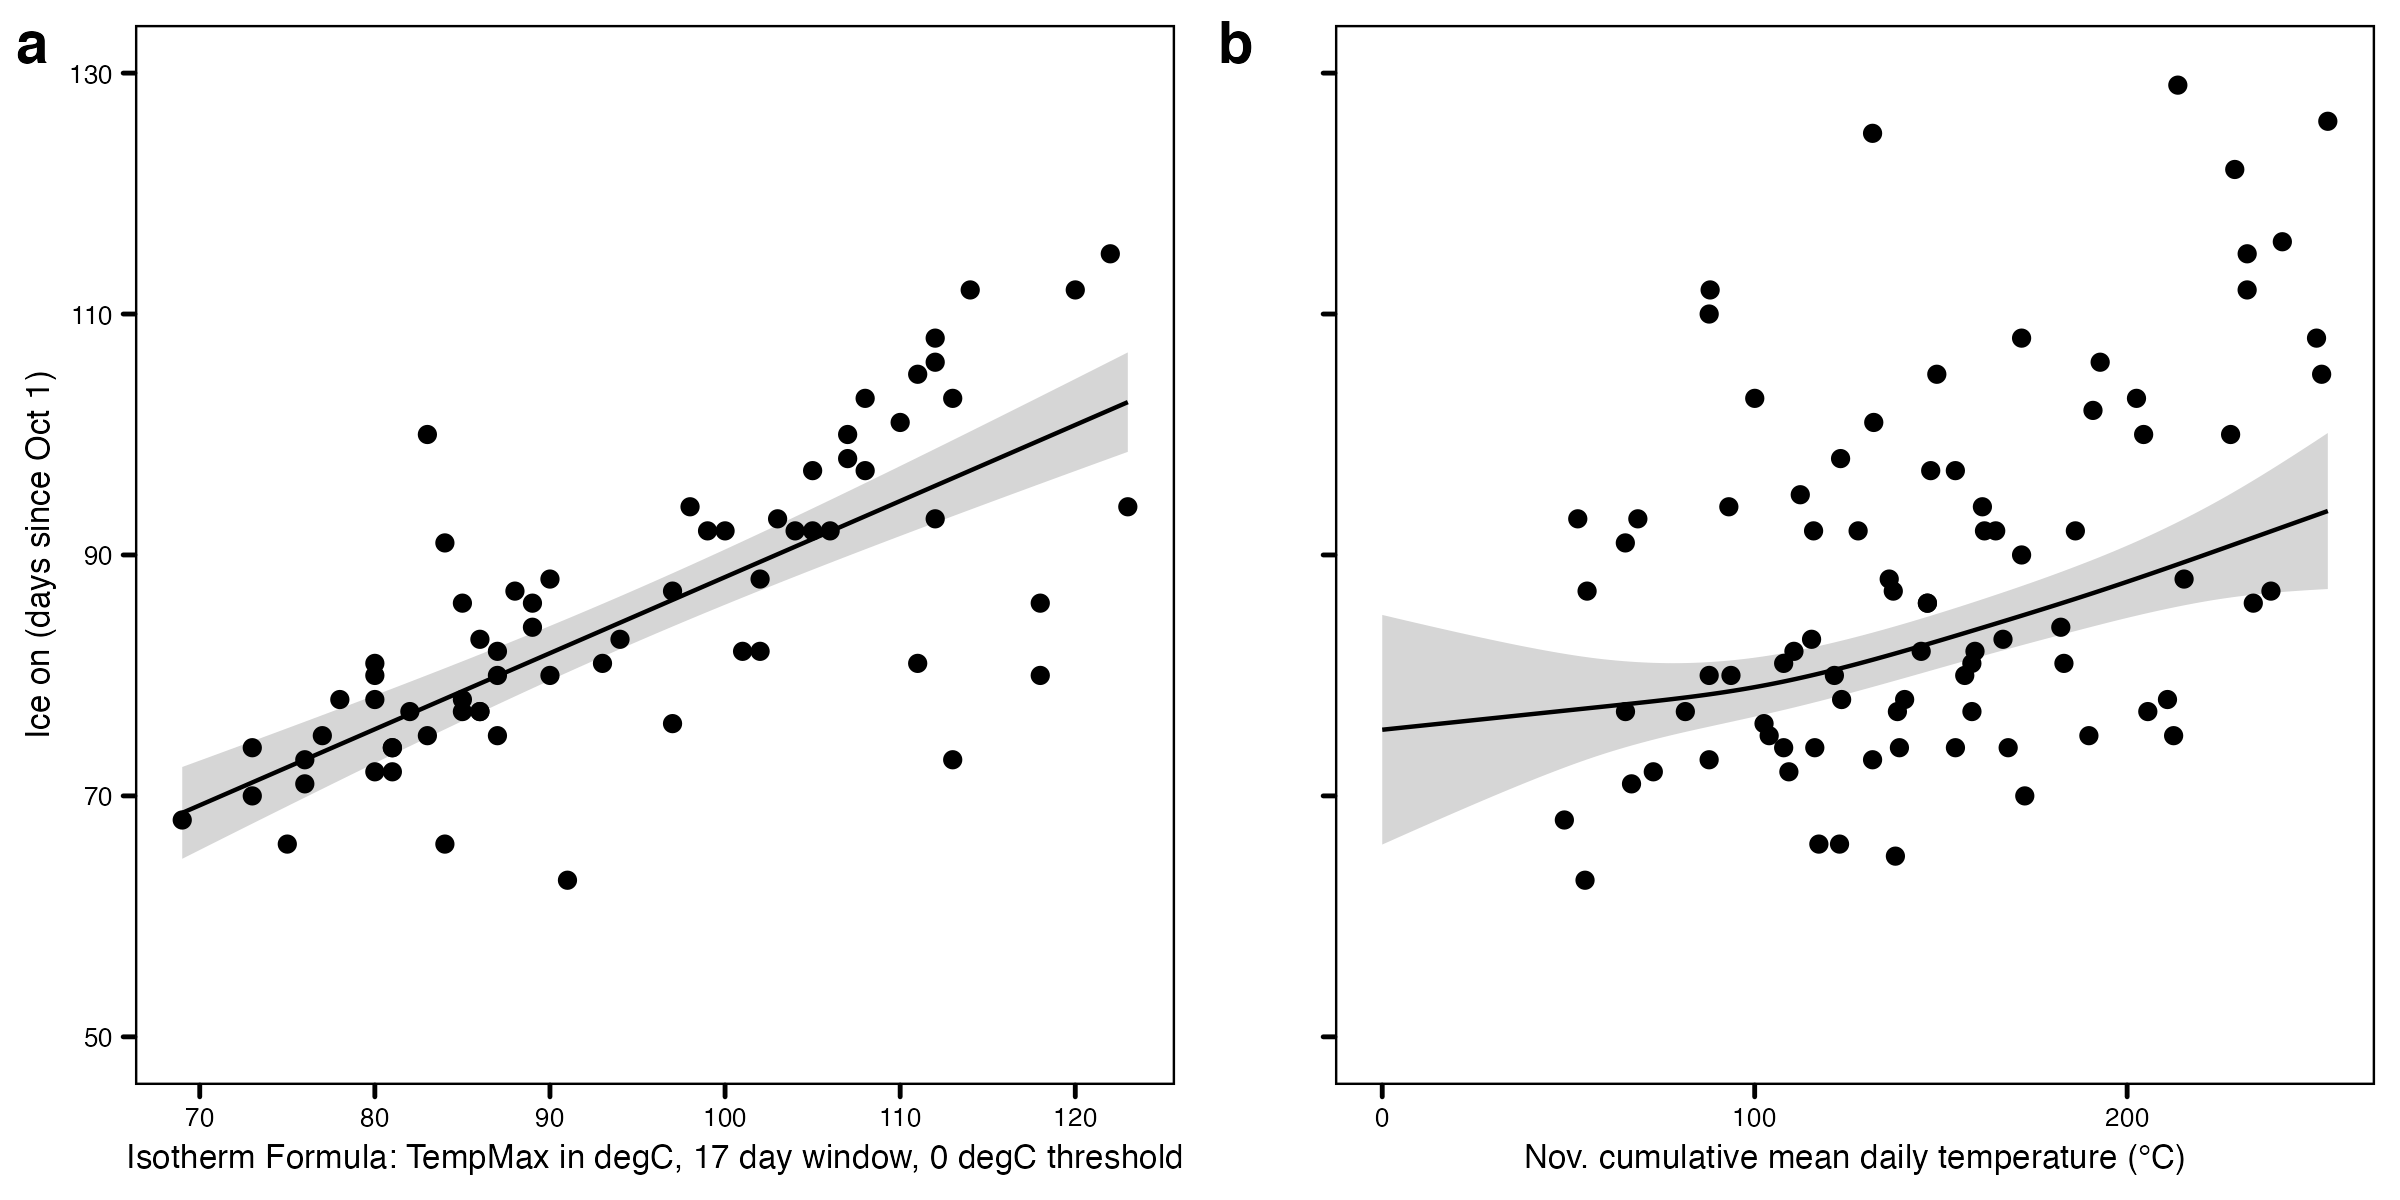 a
b
130
110
90
70
50
Ice on (days since Oct 1)
70 80 90 100 110 120
0 100 200
Isotherm Formula: TempMax in degC, 17 day window, 0 degC threshold
Nov. cumulative mean daily temperature (°C)